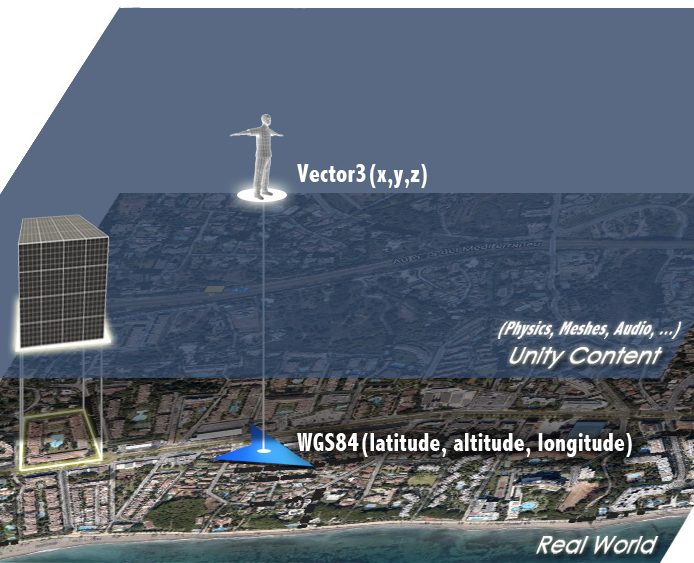 Vector3(x,y,z)
(Physics, Meshes, Audio, ...)
Unity Content
WGS84(latitude, altitude, longitude)
Real World